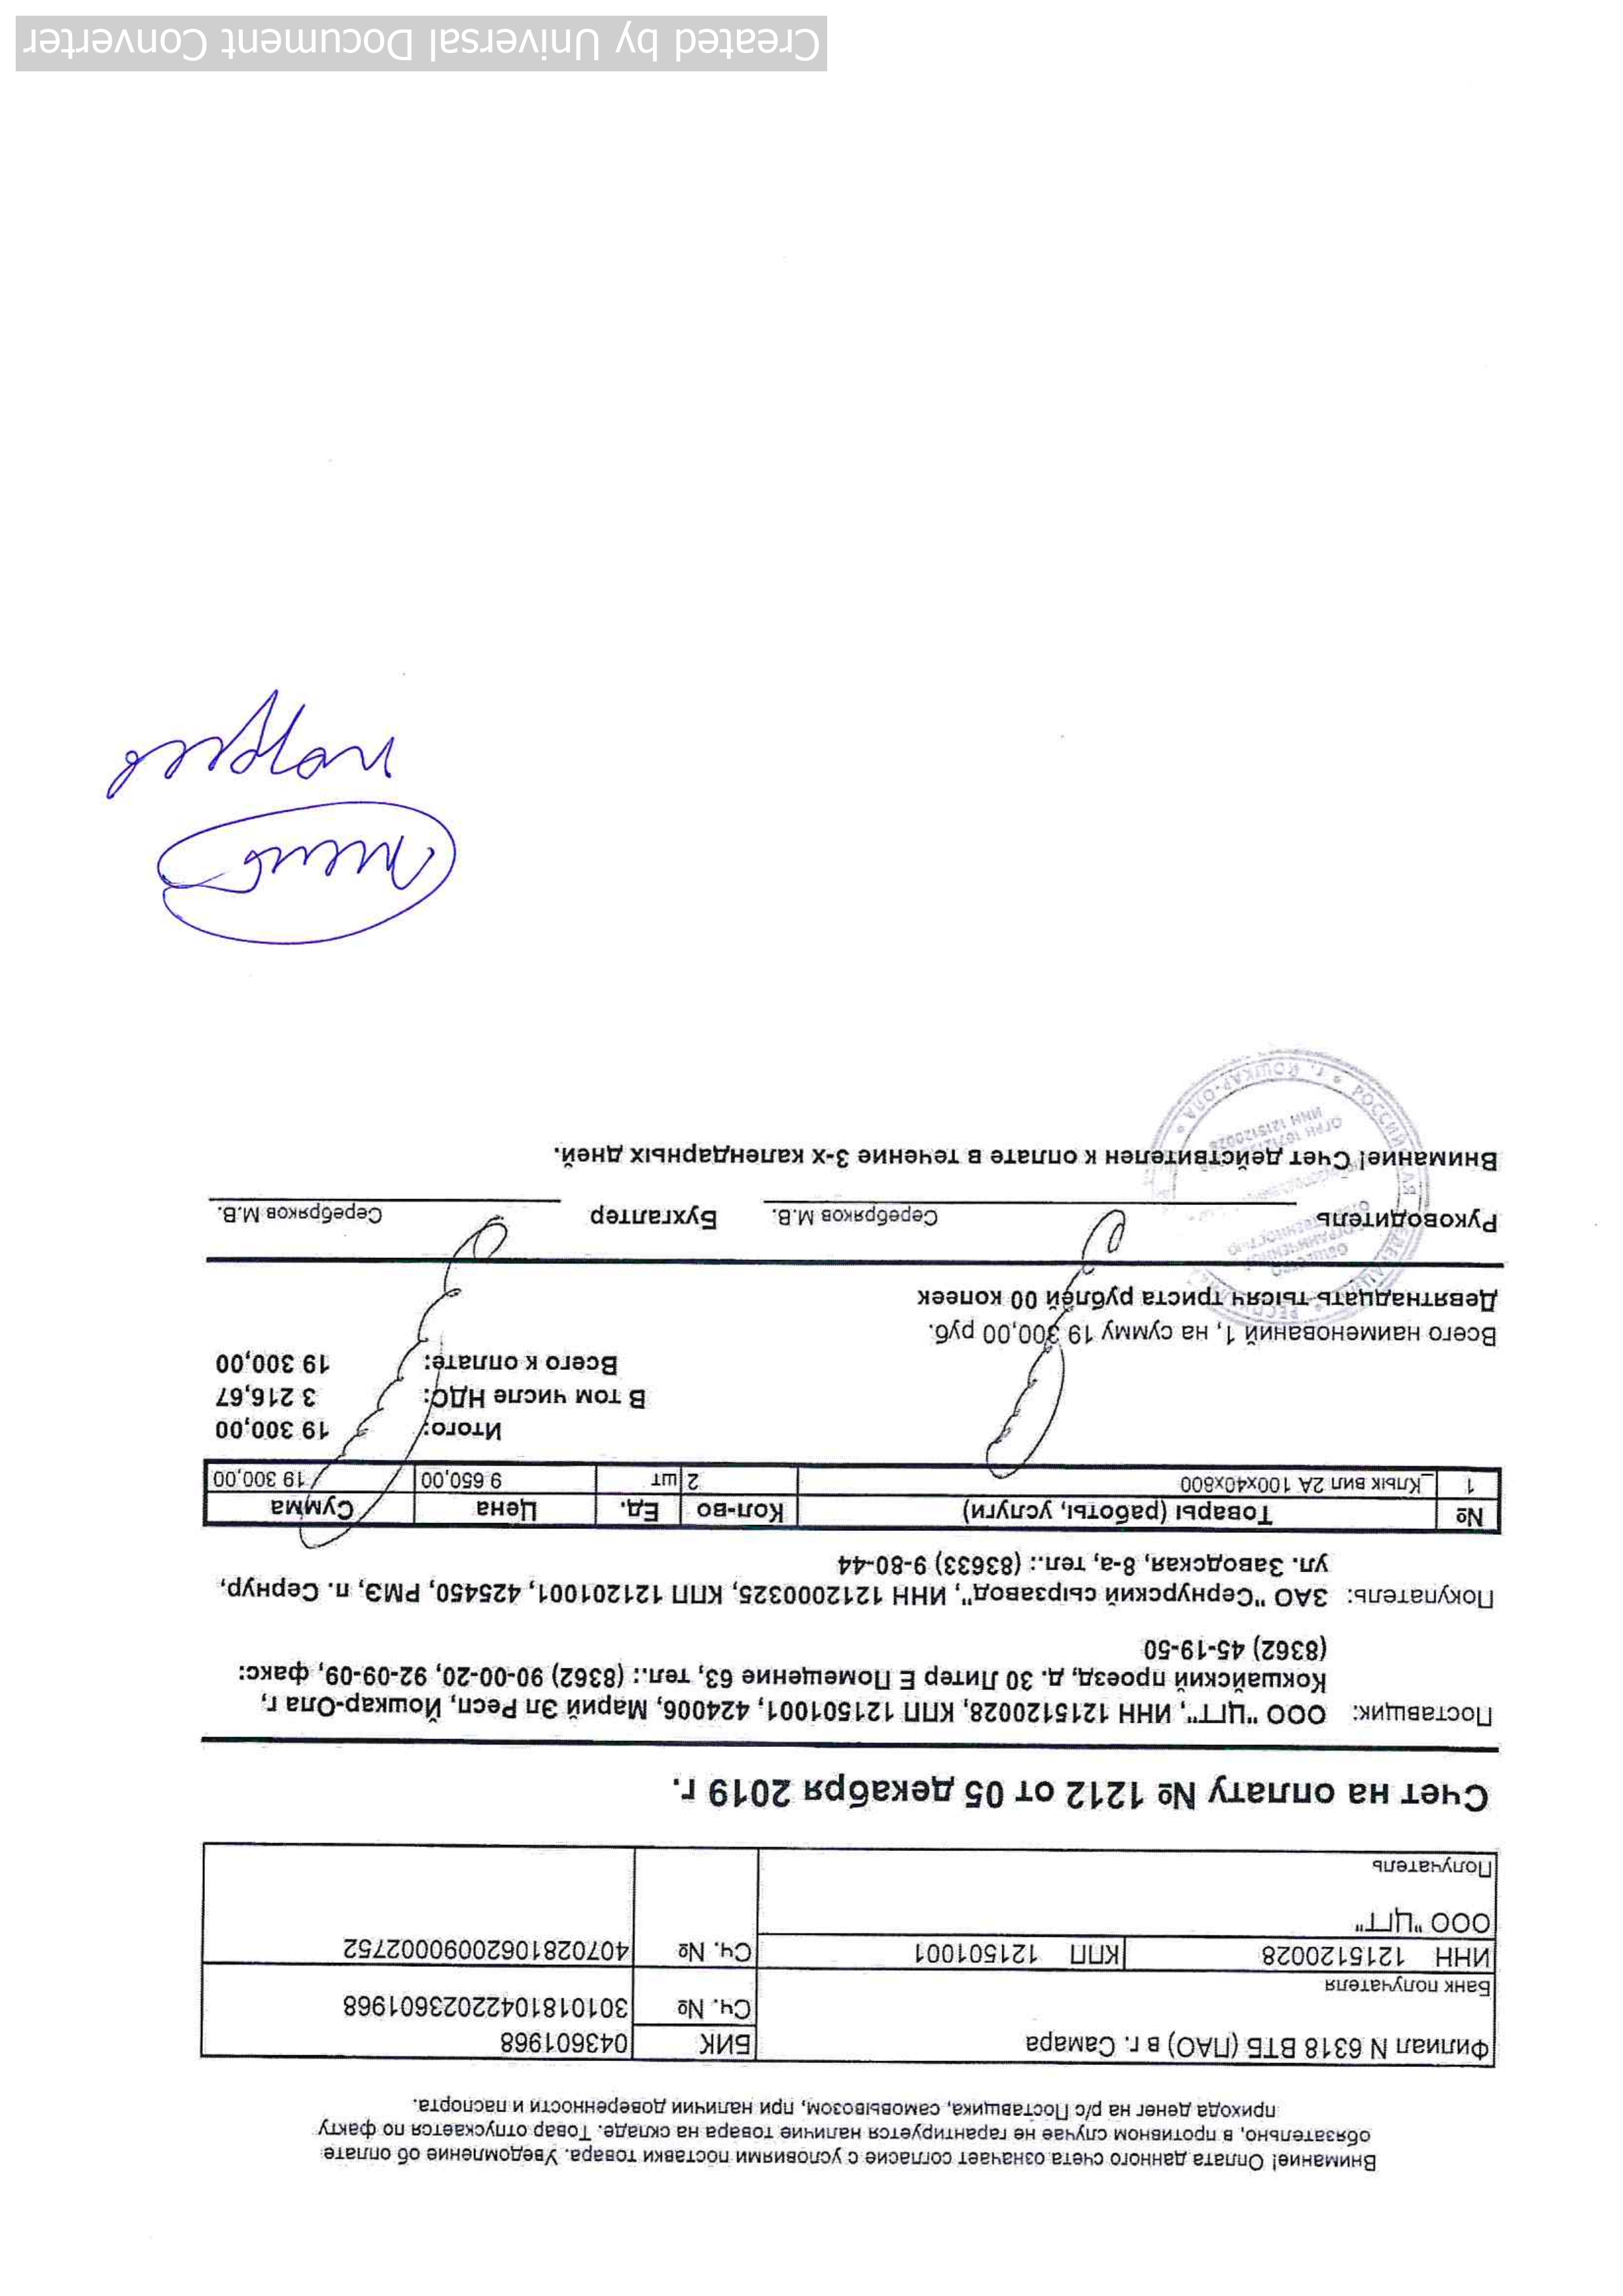 Внимание! Оплата данного счета означает согласие с условиями поставки товара. Уведомление об оплате
обязательно, в противном случае не гарантируется наличие товара на складе. Товар отпускается по факту
прихода денег на р/с Поставщика, самовывозом, при наличии доверенности и паспорта.
Филиал N 6318 ВТБ (ПАО) в г. Самара БИК 043601968
Сч. № 30101810422023601968
Банк получателя
ИНН 1215120028 КПП 121501001 Сч. № 40702810620090002752
ООО "ЦГТ"
Получатель
Счет на оплату № 1212 от 05 декабря 2019 г.
Поставщик: ООО "ЦГТ", ИНН 1215120028, КПП 121501001, 424006, Марий Эл Респ, Йошкар-Ола г,
Кокшайский проезд, д. 30 Литер Е Помещение 63, тел.: (8362) 90-00-20, 92-09-09, факс:
(8362) 45-19-50
Покупатель: ЗАО "Сернурский сырзавод", ИНН 1212000325, КПП 121201001, 425450, РМЭ, п. Сернур,
ул. Заводская, 8-а, тел.: (83633) 9-80-44
№ Товары (работы, услуги) Кол-во Ед. Цена Сумма
1 _Клык вил 2А 100х40х800 2 шт 9 650,00 19 300,00
Итого: 19 300,00
В том числе НДС: 3 216,67
Всего к оплате: 19 300,00
Всего наименований 1, на сумму 19 300,00 руб.
Девятнадцать тысяч триста рублей 00 копеек
Руководитель Серебряков М.В. Бухгалтер Серебряков М.В.
Внимание! Счет действителен к оплате в течение 3-х календарных дней.
ИНН 1215120028
г. ЙОШКАР-ОЛА
Created by Universal Document Converter